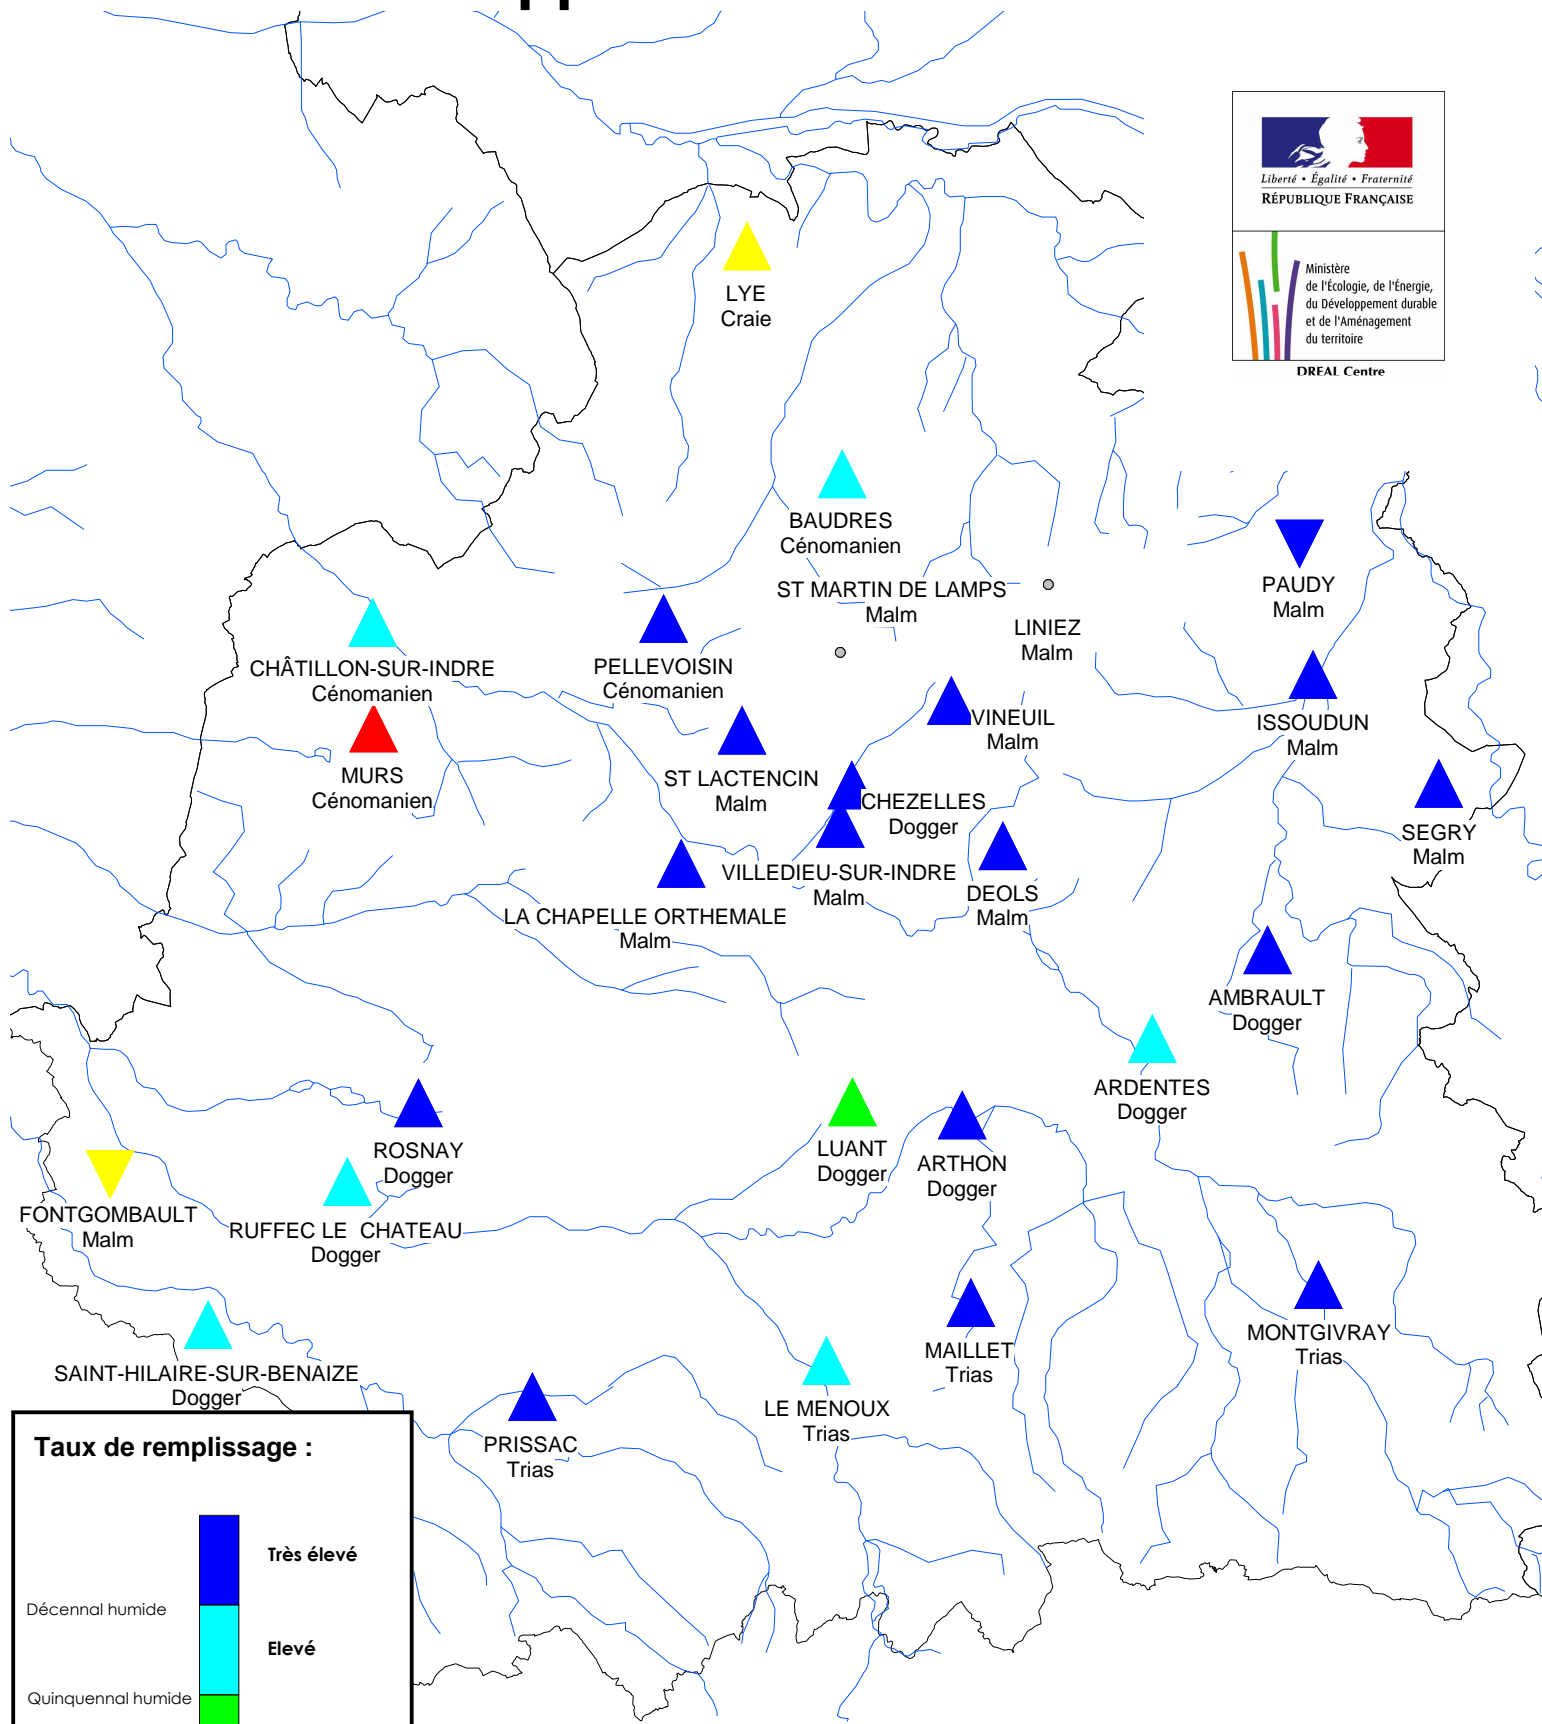 Liberté • Égalité • Fraternité
RÉPUBLIQUE FRANÇAISE
Ministère
de l'Écologie, de l'Énergie,
du Développement durable
et de l'Aménagement
du territoire
DREAL Centre
LYE
Craie
BAUDRES
Cénomanien
ST MARTIN DE LAMPS
Malm
LINIEZ
Malm
PAUDY
Malm
CHÂTILLON-SUR-INDRE
Cénomanien
PELLEVOISIN
Cénomanien
VINEUIL
Malm
ISSOUDUN
Malm
MURS
Cénomanien
ST LACTENCIN
Malm
CHEZELLES
Dogger
SEGRY
Malm
VILLEDIEU-SUR-INDRE
Malm
DEOLS
Malm
LA CHAPELLE ORTHEMALE
Malm
AMBRAULT
Dogger
ARDENTES
Dogger
ROSNAY
Dogger
LUANT
Dogger
ARTHON
Dogger
FONTGOMBAULT
Malm
RUFFEC LE  CHATEAU
Dogger
MONTGIVRAY
Trias
MAILLET
Trias
SAINT-HILAIRE-SUR-BENAIZE
Dogger
LE MENOUX
Trias
PRISSAC
Trias
Taux de remplissage :
Très élevé
Décennal humide
Elevé
Quinquennal humide